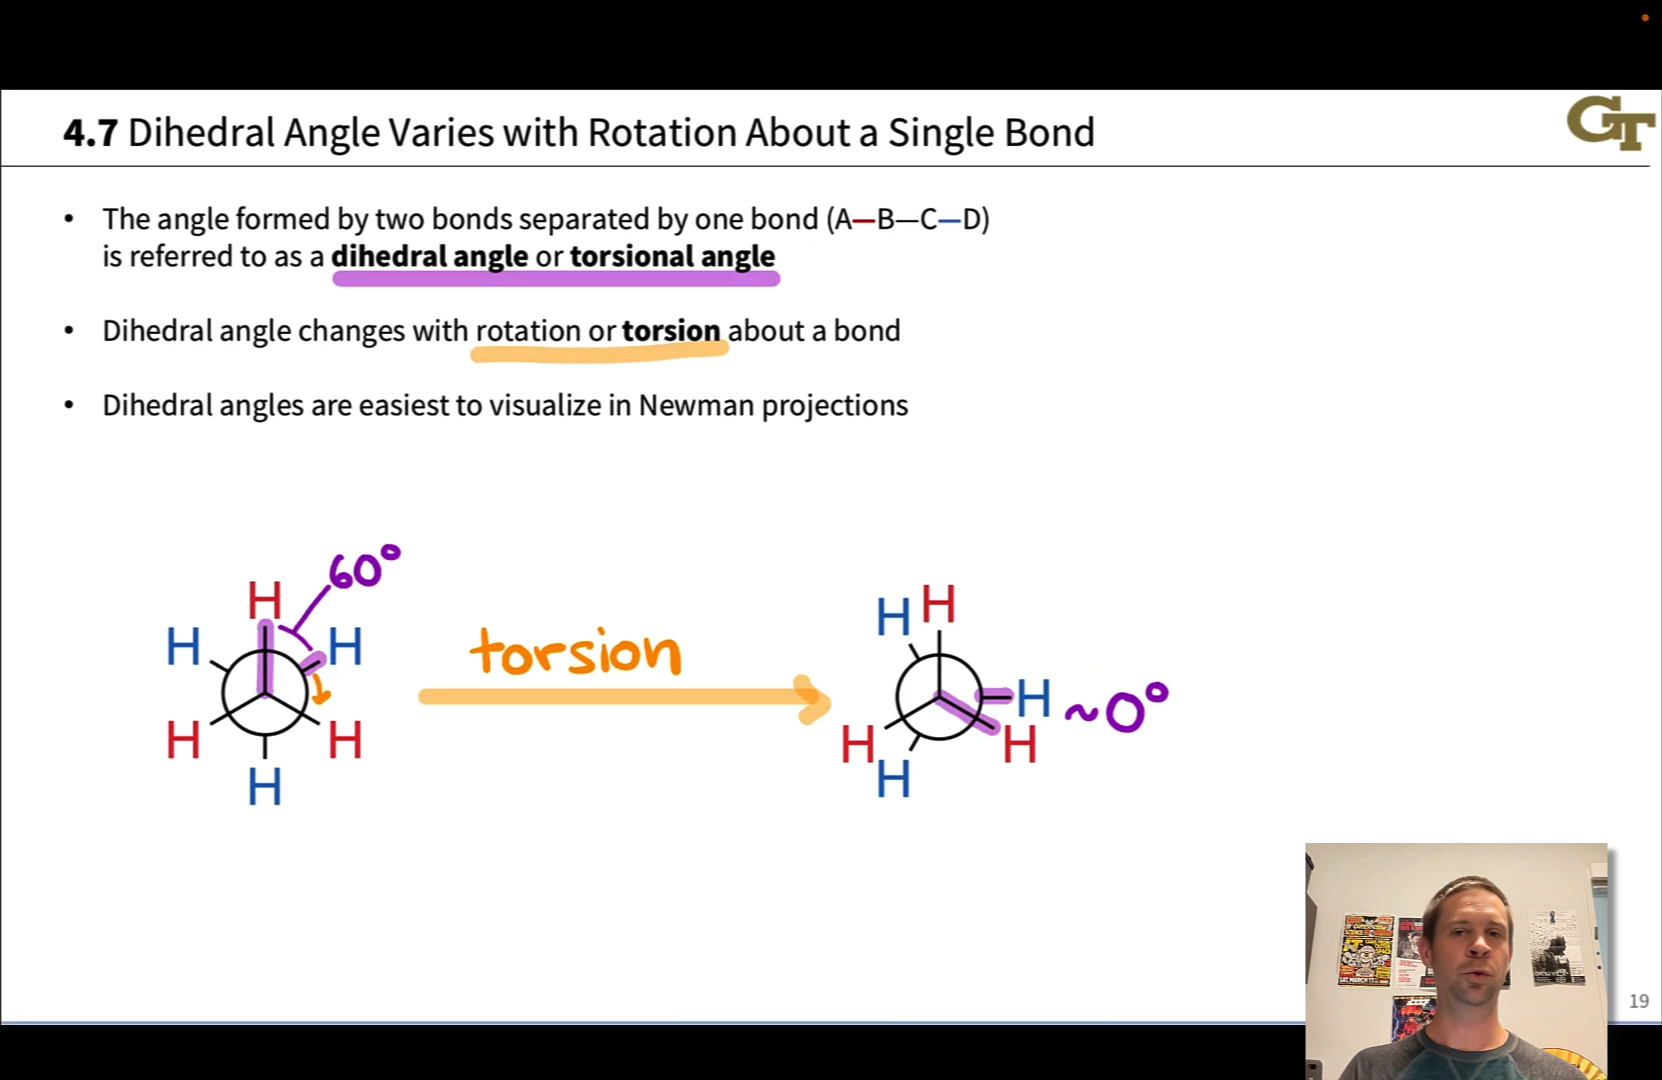 4.7 Dihedral Angle Varies with Rotation About a Single Bond
GT
• The angle formed by two bonds separated by one bond (A—B—C—D)
is referred to as a dihedral angle or torsional angle
• Dihedral angle changes with rotation or torsion about a bond
• Dihedral angles are easiest to visualize in Newman projections
60°
H
H H
H H
H
torsion
H H
H ~0°
H H
H
19